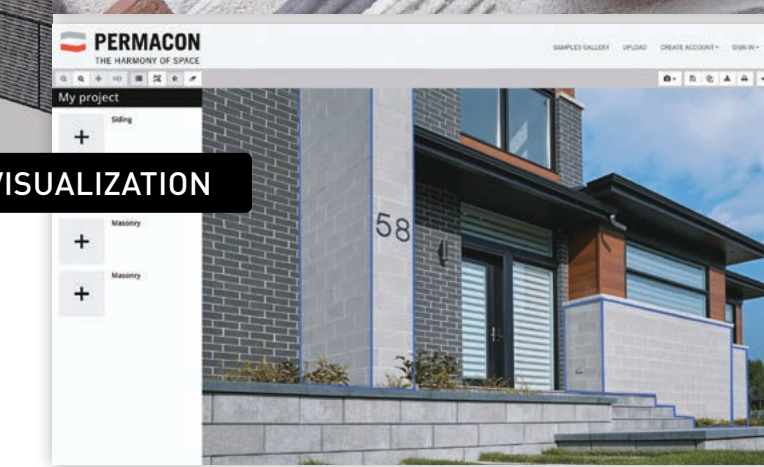 PERMACON
THE HARMONY OF SPACE
SAMPLES GALLERY UPLOAD CREATE ACCOUNT SIGN IN
My project
Siding
VISUALIZATION
Masonry
Masonry
58